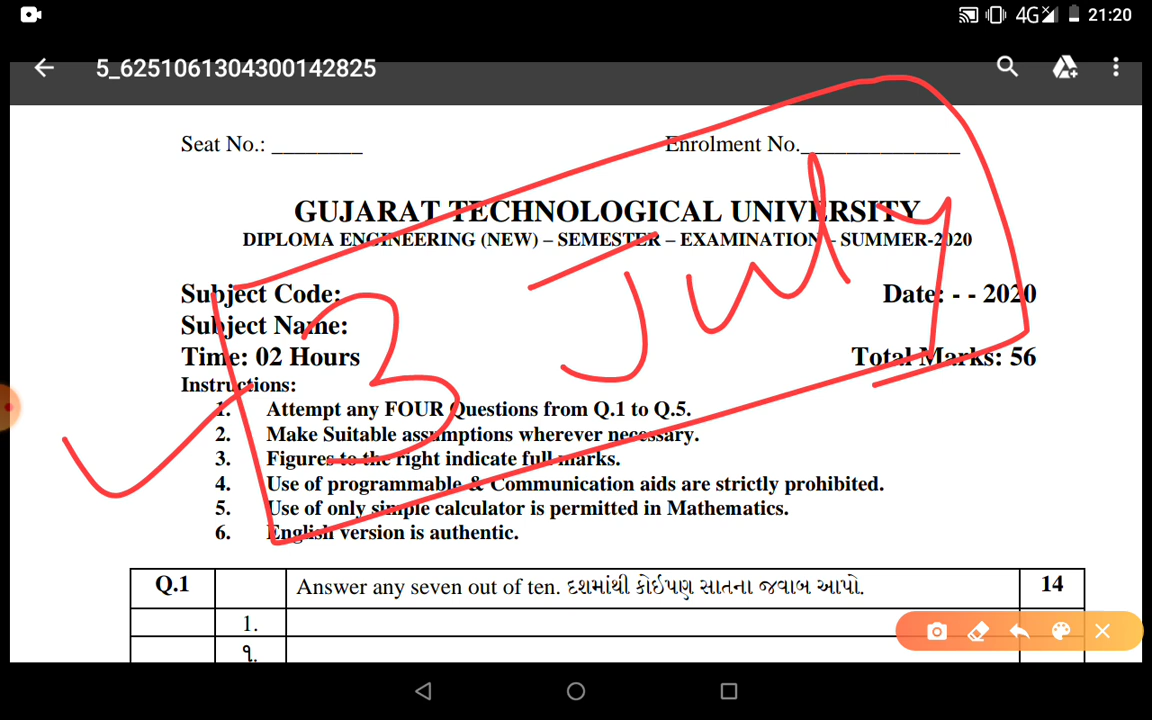 4G 21:20
5_6251061304300142825
Seat No.: ________ Enrolment No.______________
GUJARAT TECHNOLOGICAL UNIVERSITY
DIPLOMA ENGINEERING (NEW) – SEMESTER – EXAMINATION – SUMMER-2020
3 July
Subject Code: Date: - - 2020
Subject Name:
Time: 02 Hours Total Marks: 56
Instructions:
1. Attempt any FOUR Questions from Q.1 to Q.5.
2. Make Suitable assumptions wherever necessary.
3. Figures to the right indicate full marks.
4. Use of programmable & Communication aids are strictly prohibited.
5. Use of only simple calculator is permitted in Mathematics.
6. English version is authentic.
Q.1 Answer any seven out of ten. દશમાંથી કોઈપણ સાતના જવાબ આપો. 14
1.
૧.